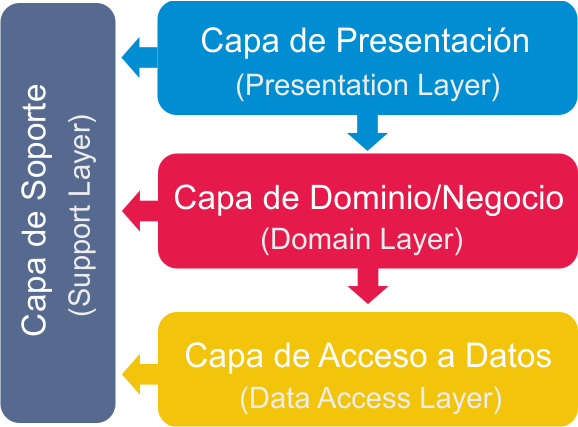 Capa de Soporte
(Support Layer)
Capa de Presentación
(Presentation Layer)
Capa de Dominio/Negocio
(Domain Layer)
Capa de Acceso a Datos
(Data Access Layer)